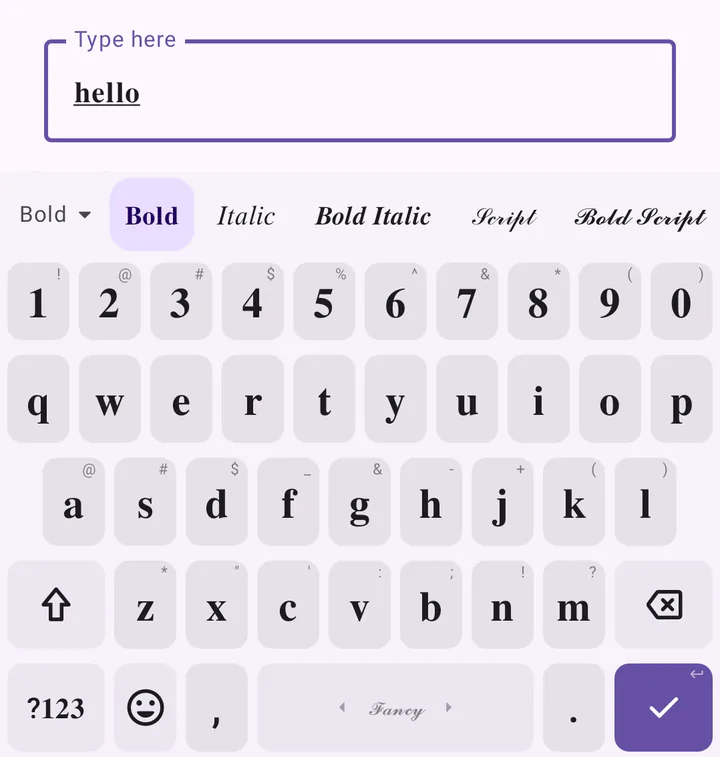 Type here
hello
Bold Bold Italic Bold Italic Script Bold Script
! @ # $ % ^ & * ( )
1 2 3 4 5 6 7 8 9 0
q w e r t y u i o p
@ # $ _ & - + ( )
a s d f g h j k l
* " ' : ; ! ?
z x c v b n m
?123 , Fancy .